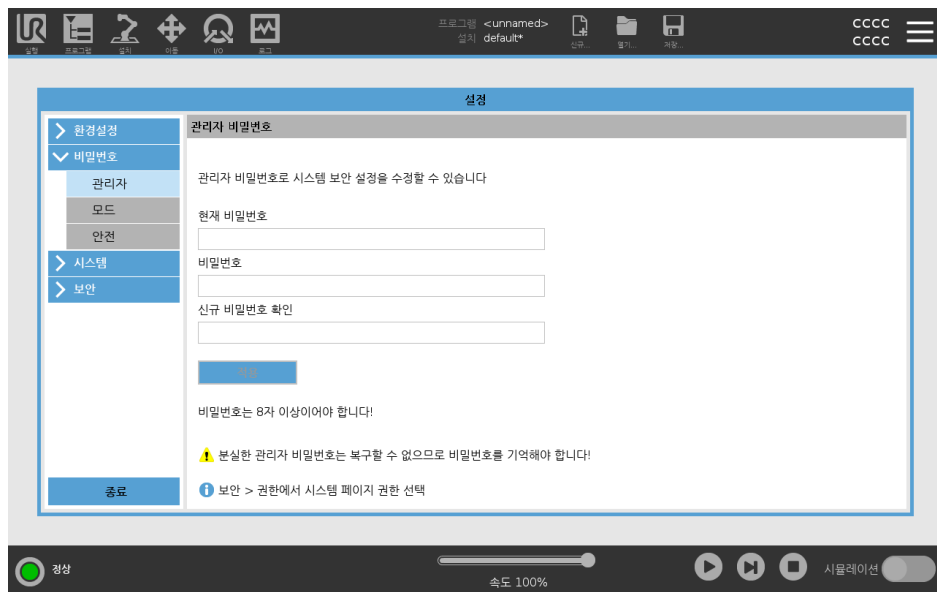 실행
프로그램
설치
이동
I/O
로그
프로그램 <unnamed>
설치 default*
신규...
열기...
저장...
cccc
cccc
설정
환경설정
비밀번호
관리자
모드
안전
시스템
보안
종료
관리자 비밀번호
관리자 비밀번호로 시스템 보안 설정을 수정할 수 있습니다
현재 비밀번호
비밀번호
신규 비밀번호 확인
적용
비밀번호는 8자 이상이어야 합니다!
분실한 관리자 비밀번호는 복구할 수 없으므로 비밀번호를 기억해야 합니다!
보안 > 권한에서 시스템 페이지 권한 선택
정상
속도 100%
시뮬레이션